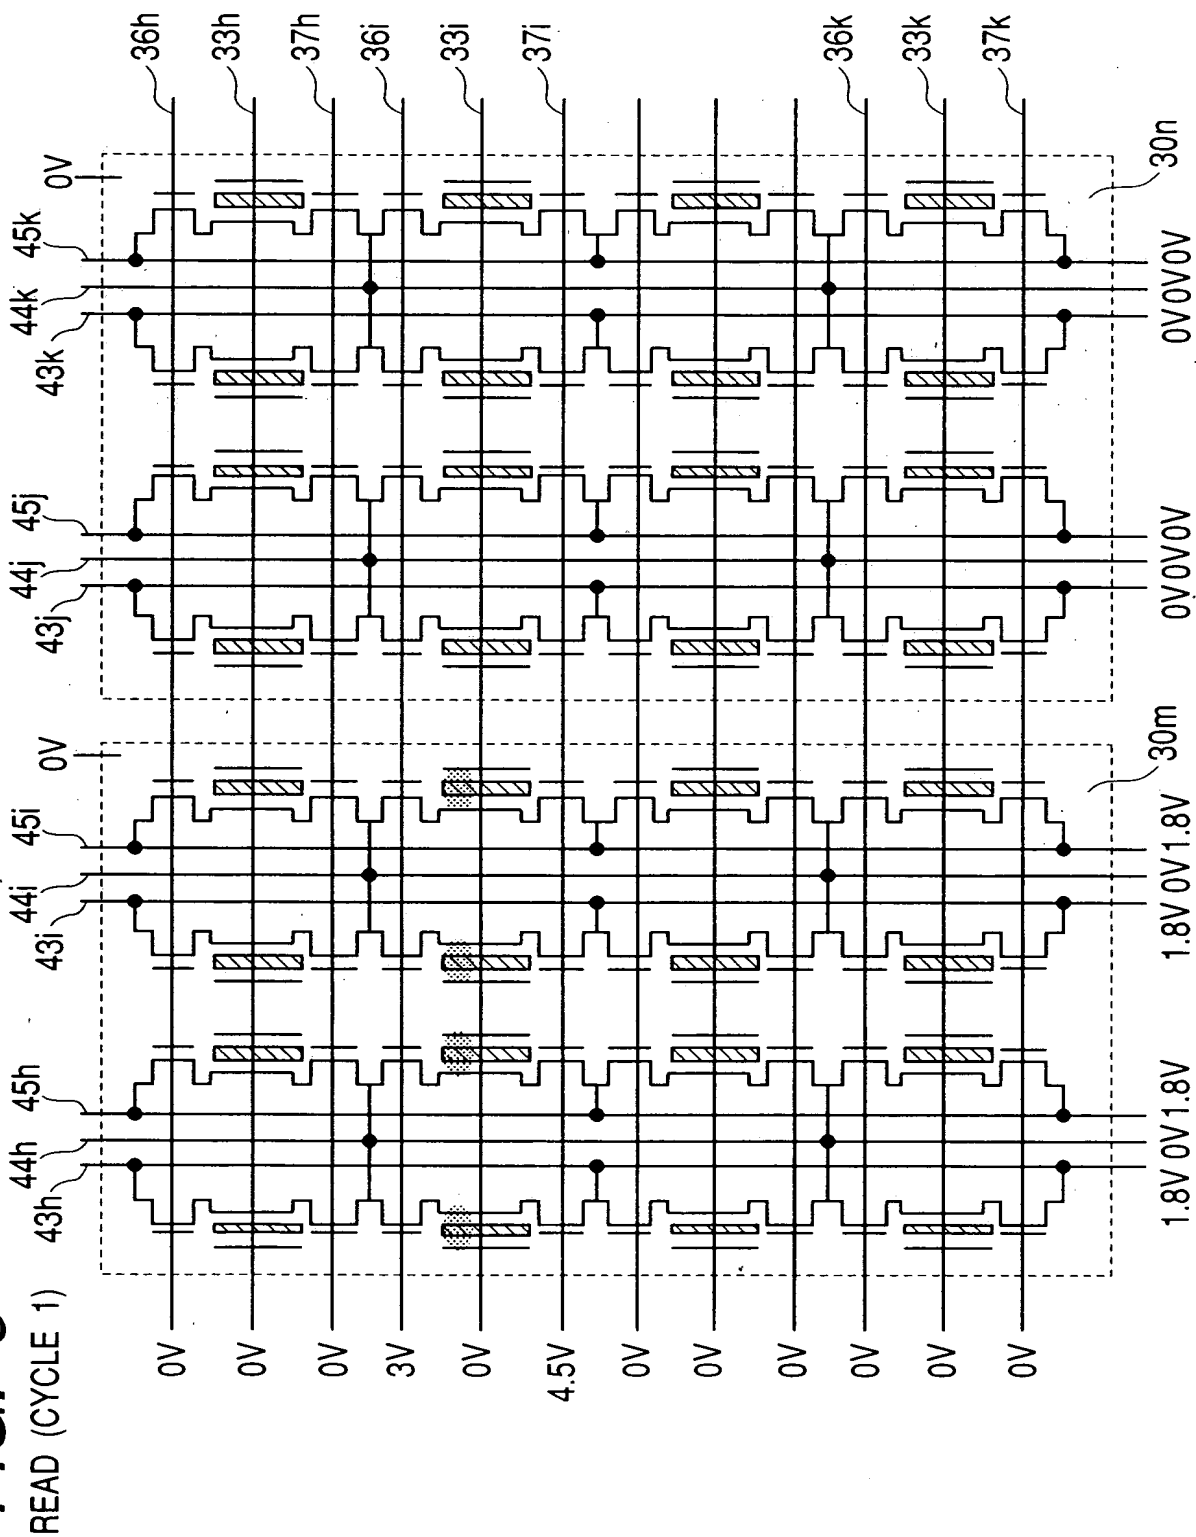 READ (CYCLE 1)
43h 44h 45h 43i 44i 45i 0V 43j 44j 45j 43k 44k 45k 0V
0V 36h
0V 33h
0V 37h
3V 36i
0V 33i
4.5V 37i
0V
0V
0V
0V 36k
0V 33k
0V 37k
30m 30n
1.8V 0V 1.8V 1.8V 0V 1.8V 0V 0V 0V 0V 0V 0V